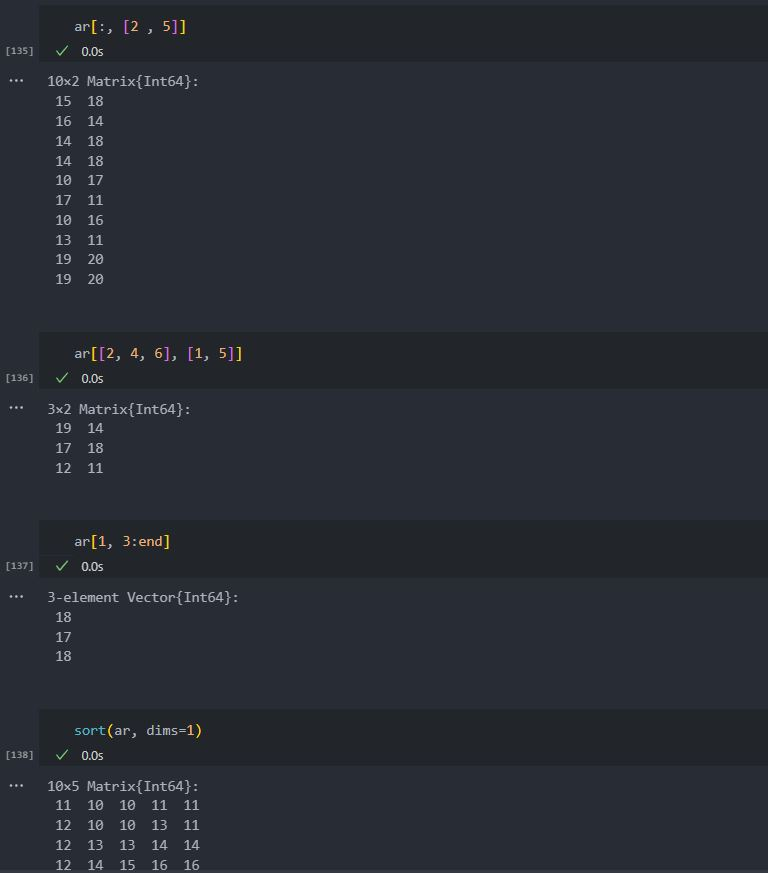 ar[:, [2 , 5]]
[135] ✓ 0.0s
... 10×2 Matrix{Int64}:
15 18
16 14
14 18
14 18
10 17
17 11
10 16
13 11
19 20
19 20
ar[[2, 4, 6], [1, 5]]
[136] ✓ 0.0s
... 3×2 Matrix{Int64}:
19 14
17 18
12 11
ar[1, 3:end]
[137] ✓ 0.0s
... 3-element Vector{Int64}:
18
17
18
sort(ar, dims=1)
[138] ✓ 0.0s
... 10×5 Matrix{Int64}:
11 10 10 11 11
12 10 10 13 11
12 13 13 14 14
12 14 15 16 16